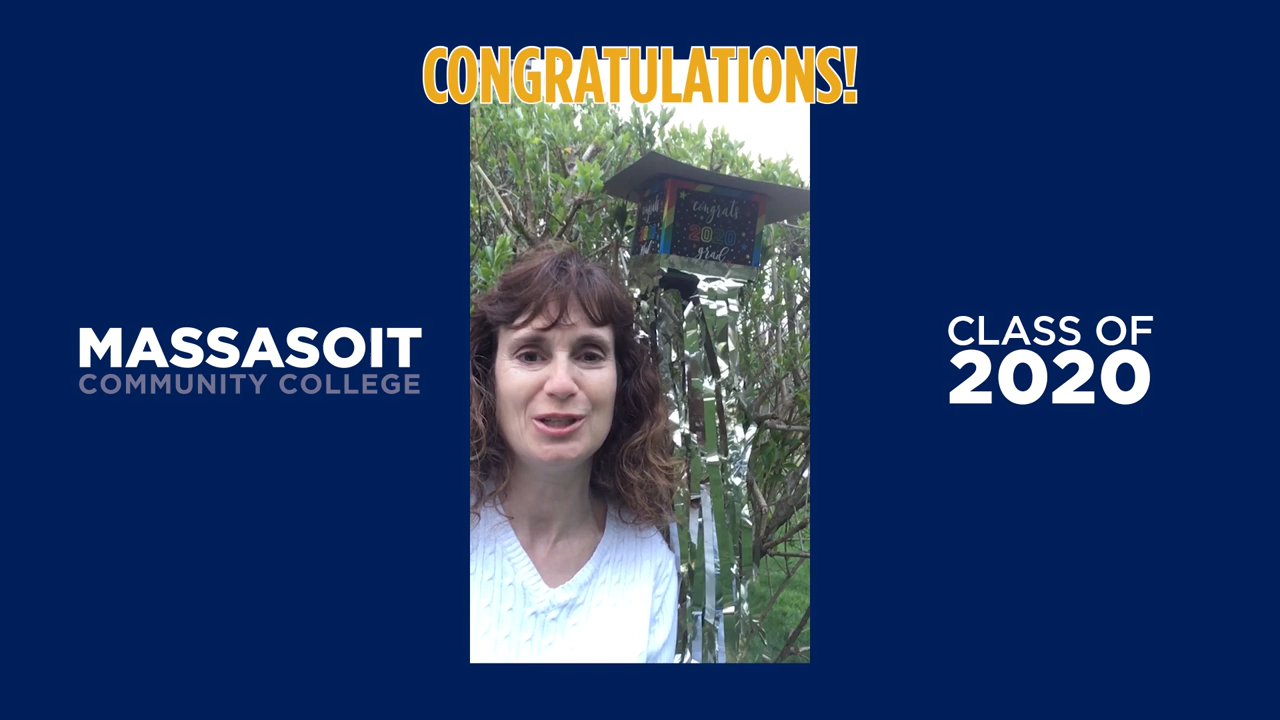 CONGRATULATIONS!
congrats
2020
grad
MASSASOIT
COMMUNITY COLLEGE
CLASS OF
2020